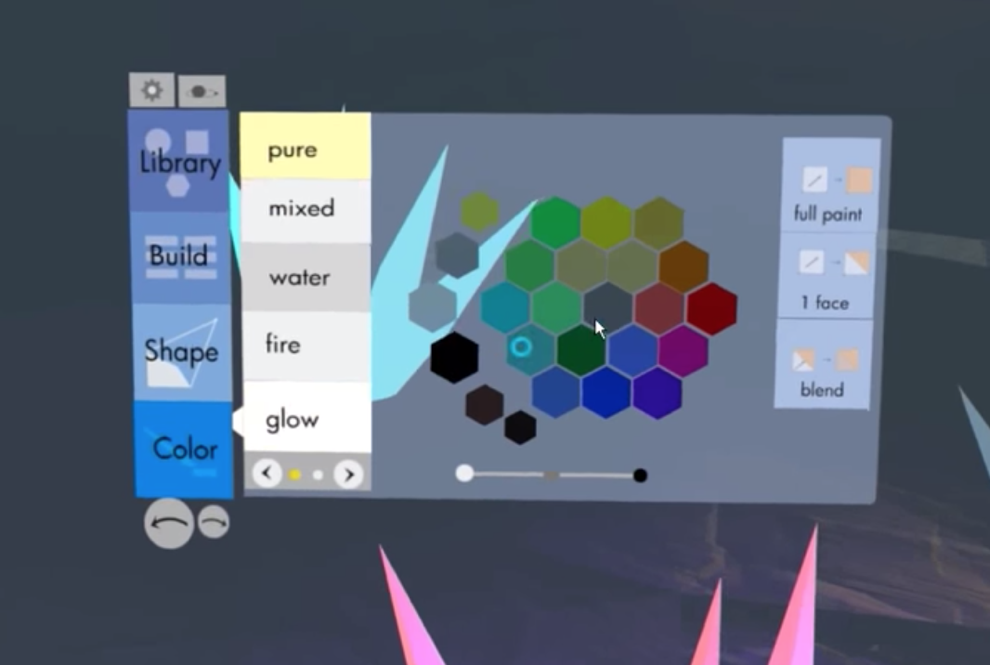 Library
Build
Shape
Color
pure
mixed
water
fire
glow
full paint
1 face
blend